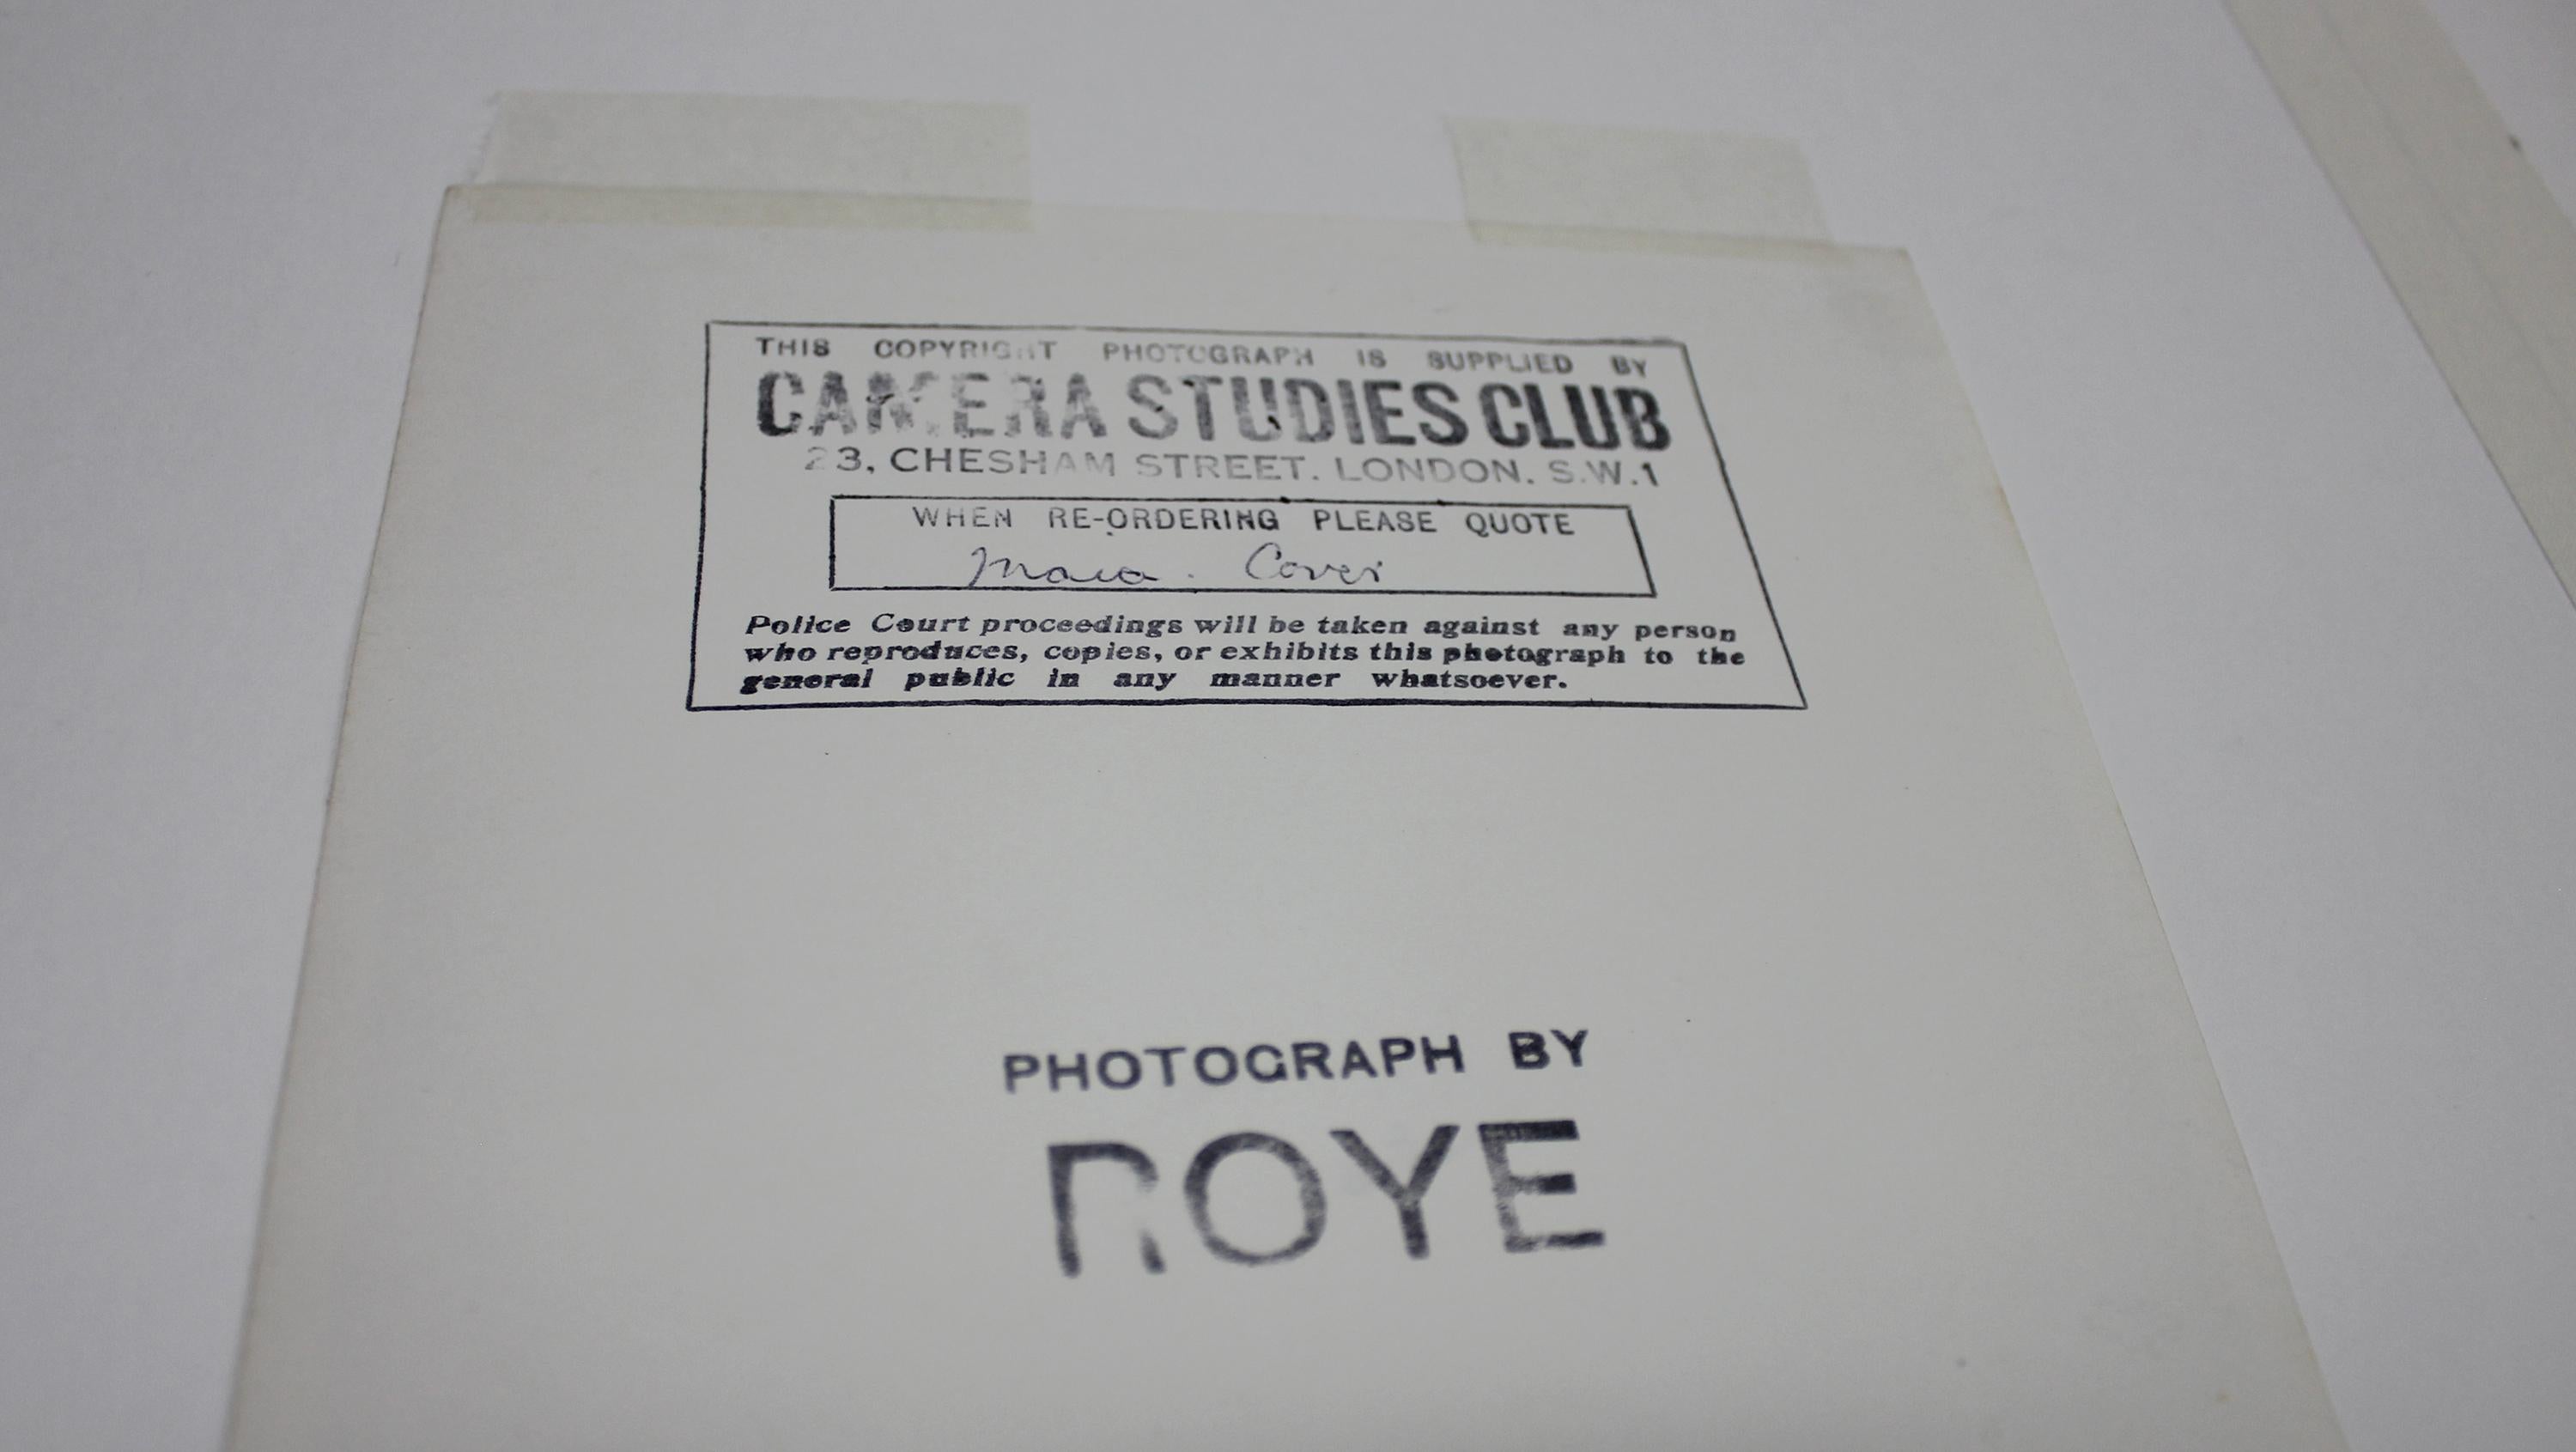 THIS COPYRIGHT PHOTOGRAPH IS SUPPLIED BY
CAMERA STUDIES CLUB
23, CHESHAM STREET. LONDON. S.W.1
WHEN RE-ORDERING PLEASE QUOTE
Cover
Police Court proceedings will be taken against any person
who reproduces, copies, or exhibits this photograph to the
general public in any manner whatsoever.
PHOTOGRAPH BY
ROYE